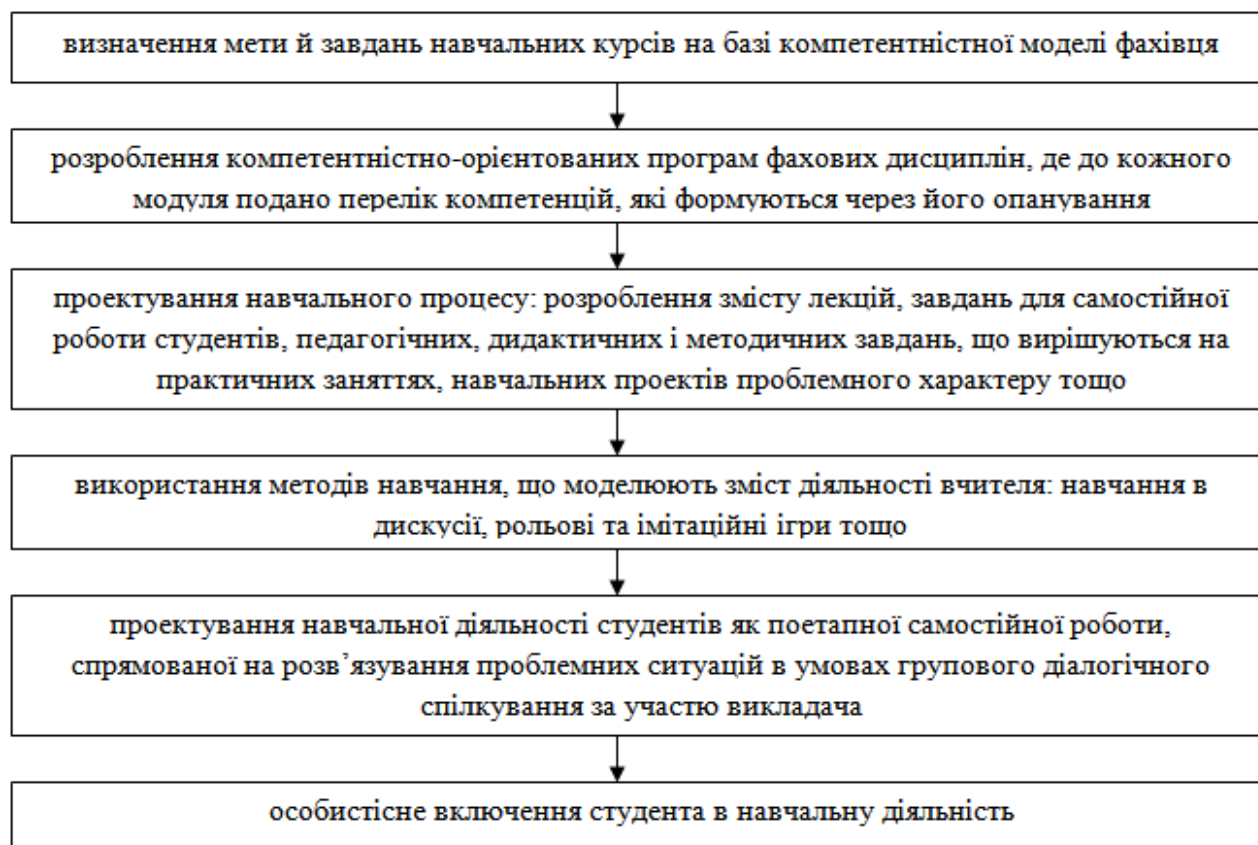 визначення мети й завдань навчальних курсів на базі компетентністної моделі фахівця
розроблення компетентністно-орієнтованих програм фахових дисциплін, де до кожного
модуля подано перелік компетенцій, які формуються через його опанування
проектування навчального процесу: розроблення змісту лекцій, завдань для самостійної
роботи студентів, педагогічних, дидактичних і методичних завдань, що вирішуються на
практичних заняттях, навчальних проектів проблемного характеру тощо
використання методів навчання, що моделюють зміст діяльності вчителя: навчання в
дискусії, рольові та імітаційні ігри тощо
проектування навчальної діяльності студентів як поетапної самостійної роботи,
спрямованої на розв’язування проблемних ситуацій в умовах групового діалогічного
спілкування за участю викладача
особистісне включення студента в навчальну діяльність